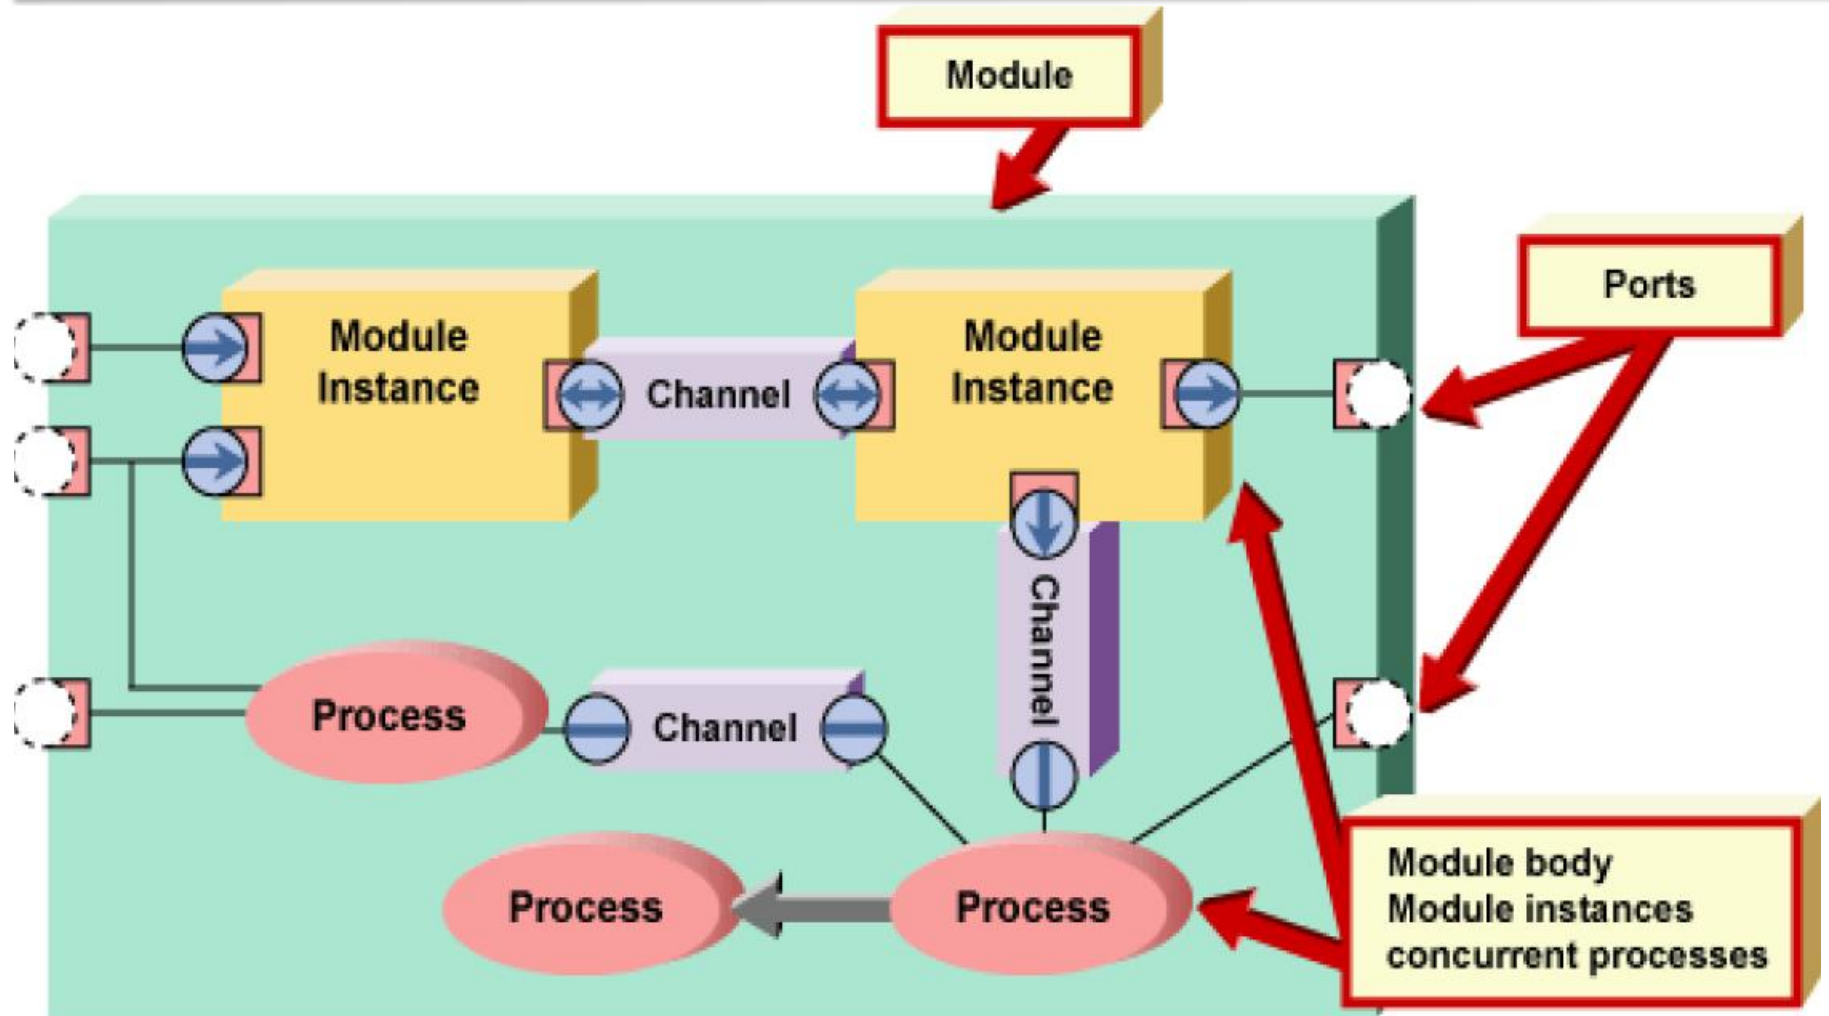 Module
Ports
Module
Instance
Channel
Module
Instance
Channel
Process
Channel
Process
Process
Module body
Module instances
concurrent processes